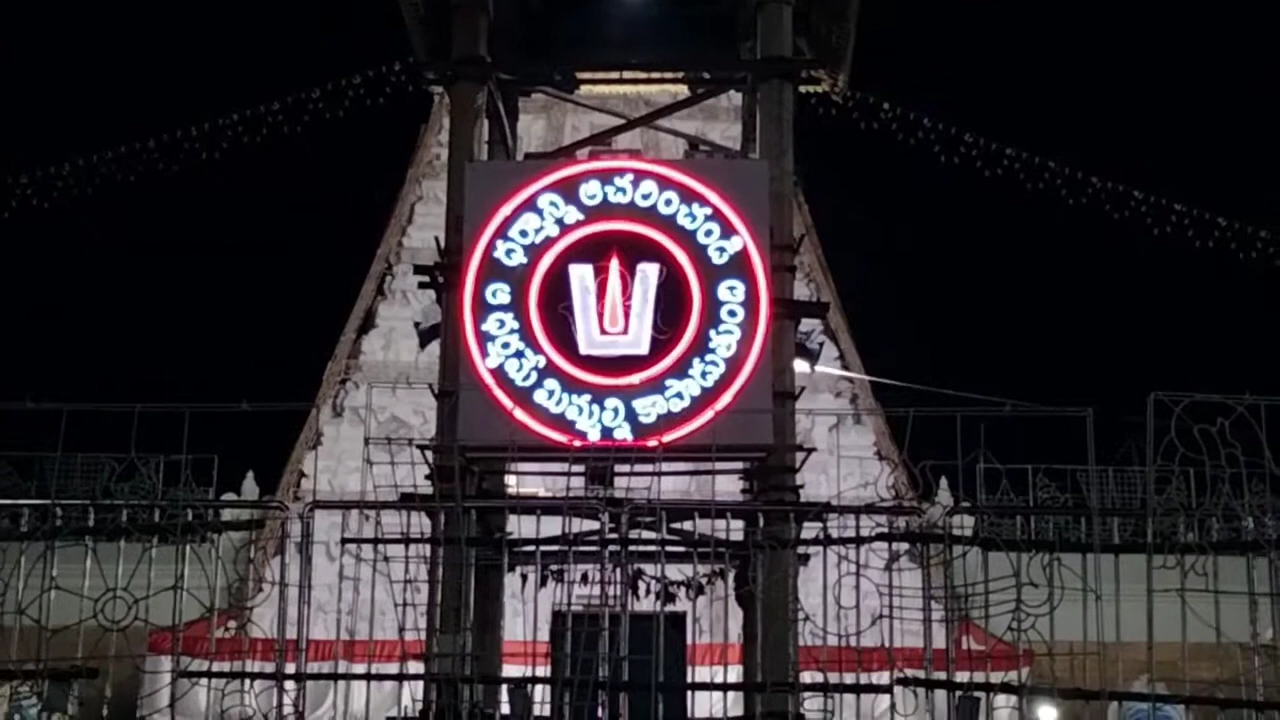 ధర్మాన్ని ఆచరించండి
ధర్మమే మిమ్మల్ని కాపాడుతుంది